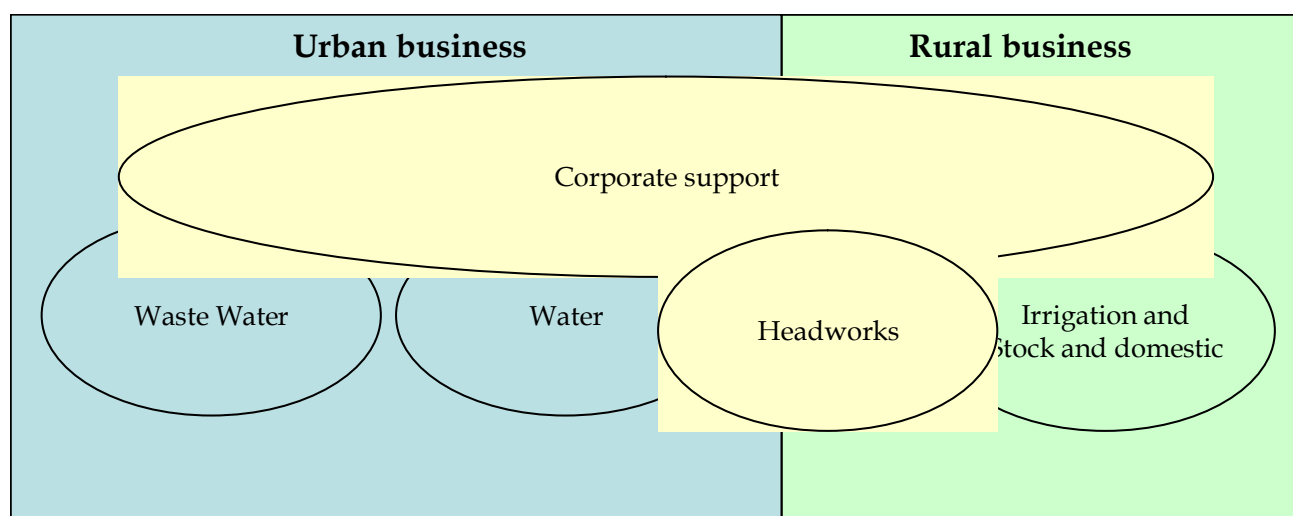 Urban business
Rural business
Corporate support
Waste Water
Water
Headworks
Irrigation and
Stock and domestic